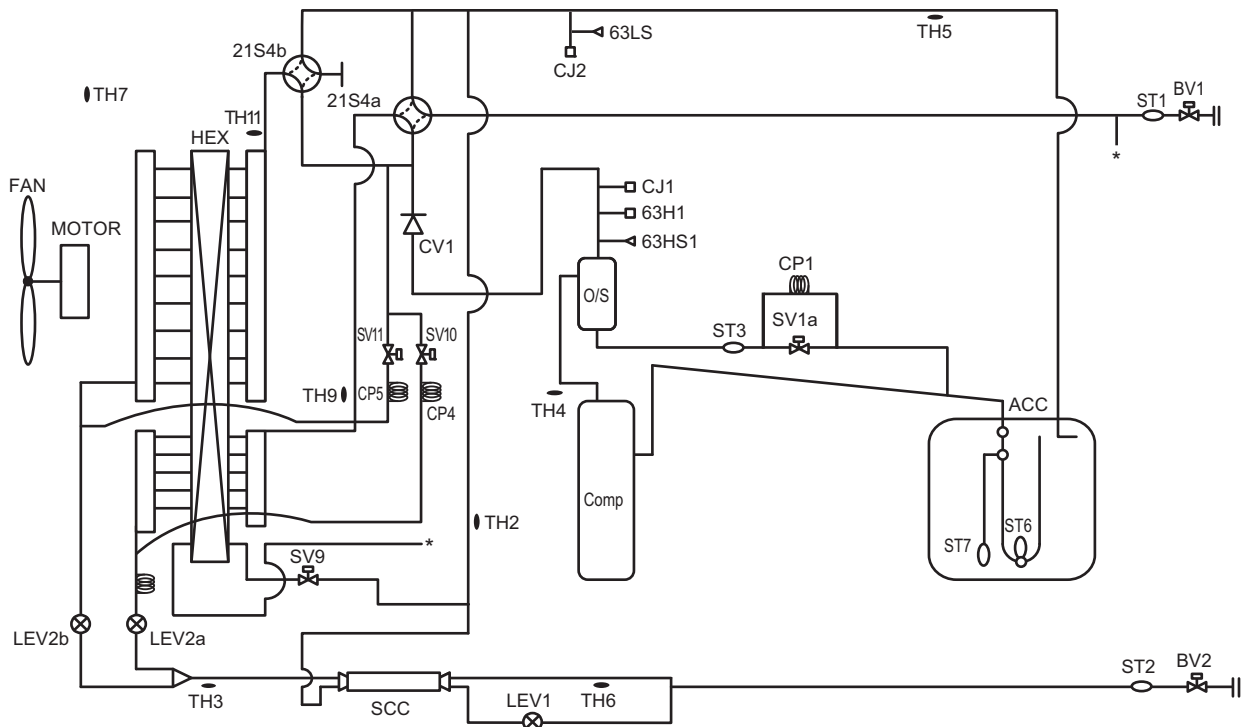 63LS
TH5
CJ2
21S4b
TH7
21S4a
ST1
BV1
TH11
HEX
*
FAN
CJ1
MOTOR
63H1
CV1
63HS1
CP1
O/S
SV11
SV10
ST3
SV1a
TH9
CP5
TH4
CP4
ACC
Comp
TH2
ST6
ST7
*
SV9
LEV2b
LEV2a
ST2
BV2
TH3
SCC
LEV1
TH6